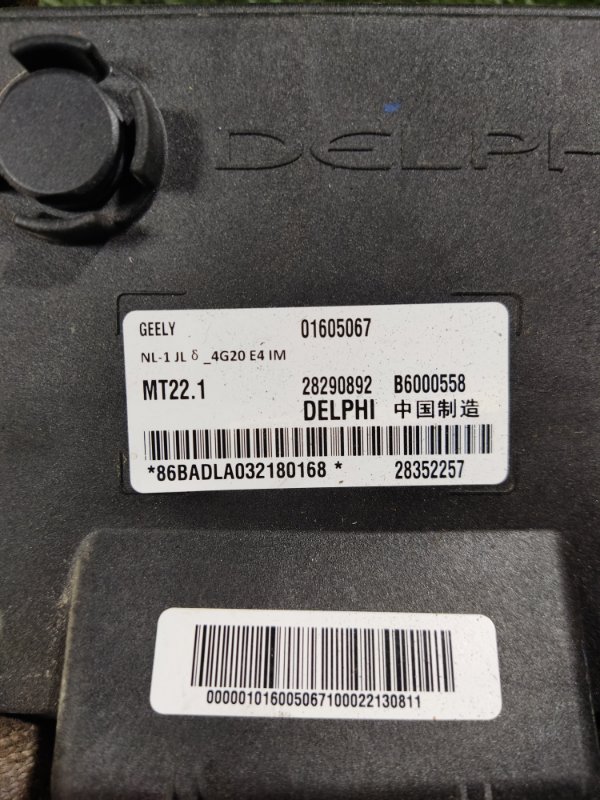 DELPH
GEELY 01605067
NL-1 JL δ _4G20 E4 IM
MT22.1 28290892 B6000558
DELPHI 中国制造
*86BADLA032180168 * 28352257
000001016005067100022130811